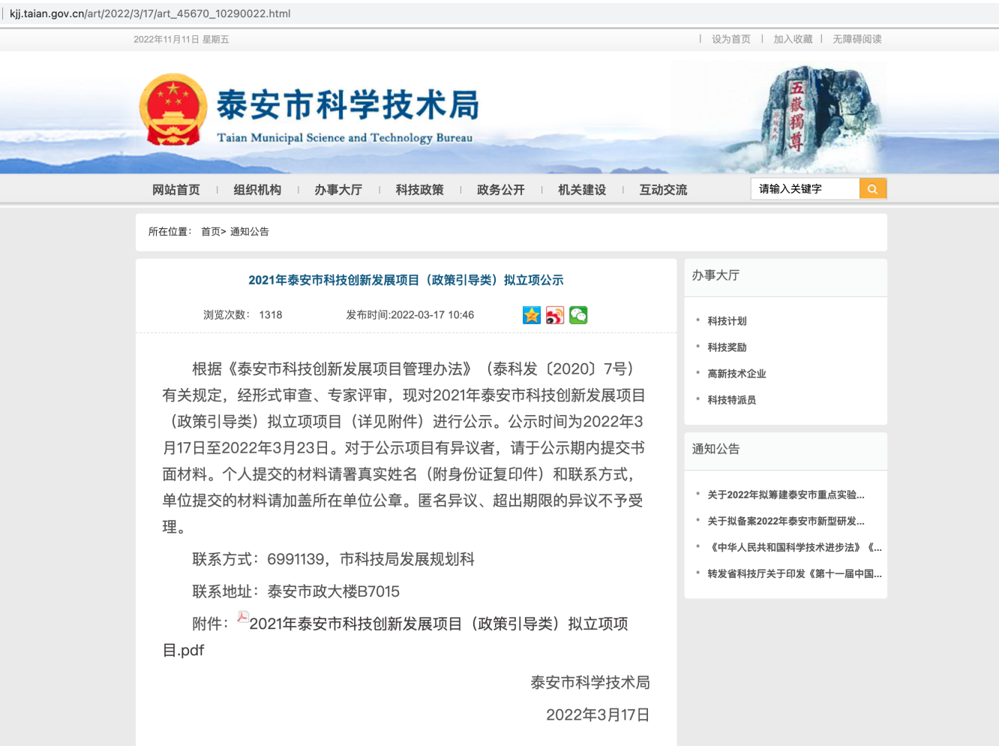 kjj.taian.gov.cn/art/2022/3/17/art_45670_10290022.html
2022年11月11日 星期五
设为首页
加入收藏
无障碍阅读
泰安市科学技术局
Taian Municipal Science and Technology Bureau
五嶽獨尊
昂頭天外
网站首页
组织机构
办事大厅
科技政策
政务公开
机关建设
互动交流
请输入关键字
所在位置： 首页> 通知公告
2021年泰安市科技创新发展项目（政策引导类）拟立项公示
浏览次数： 1318
发布时间:2022-03-17 10:46
根据《泰安市科技创新发展项目管理办法》（泰科发〔2020〕7号）
有关规定，经形式审查、专家评审，现对2021年泰安市科技创新发展项目
（政策引导类）拟立项项目（详见附件）进行公示。公示时间为2022年3
月17日至2022年3月23日。对于公示项目有异议者，请于公示期内提交书
面材料。个人提交的材料请署真实姓名（附身份证复印件）和联系方式，
单位提交的材料请加盖所在单位公章。匿名异议、超出期限的异议不予受
理。
联系方式：6991139，市科技局发展规划科
联系地址：泰安市政大楼B7015
附件：2021年泰安市科技创新发展项目（政策引导类）拟立项项
目.pdf
泰安市科学技术局
2022年3月17日
办事大厅
科技计划
科技奖励
高新技术企业
科技特派员
通知公告
关于2022年拟筹建泰安市重点实验...
关于拟备案2022年泰安市新型研发...
《中华人民共和国科学技术进步法》《...
转发省科技厅关于印发《第十一届中国...